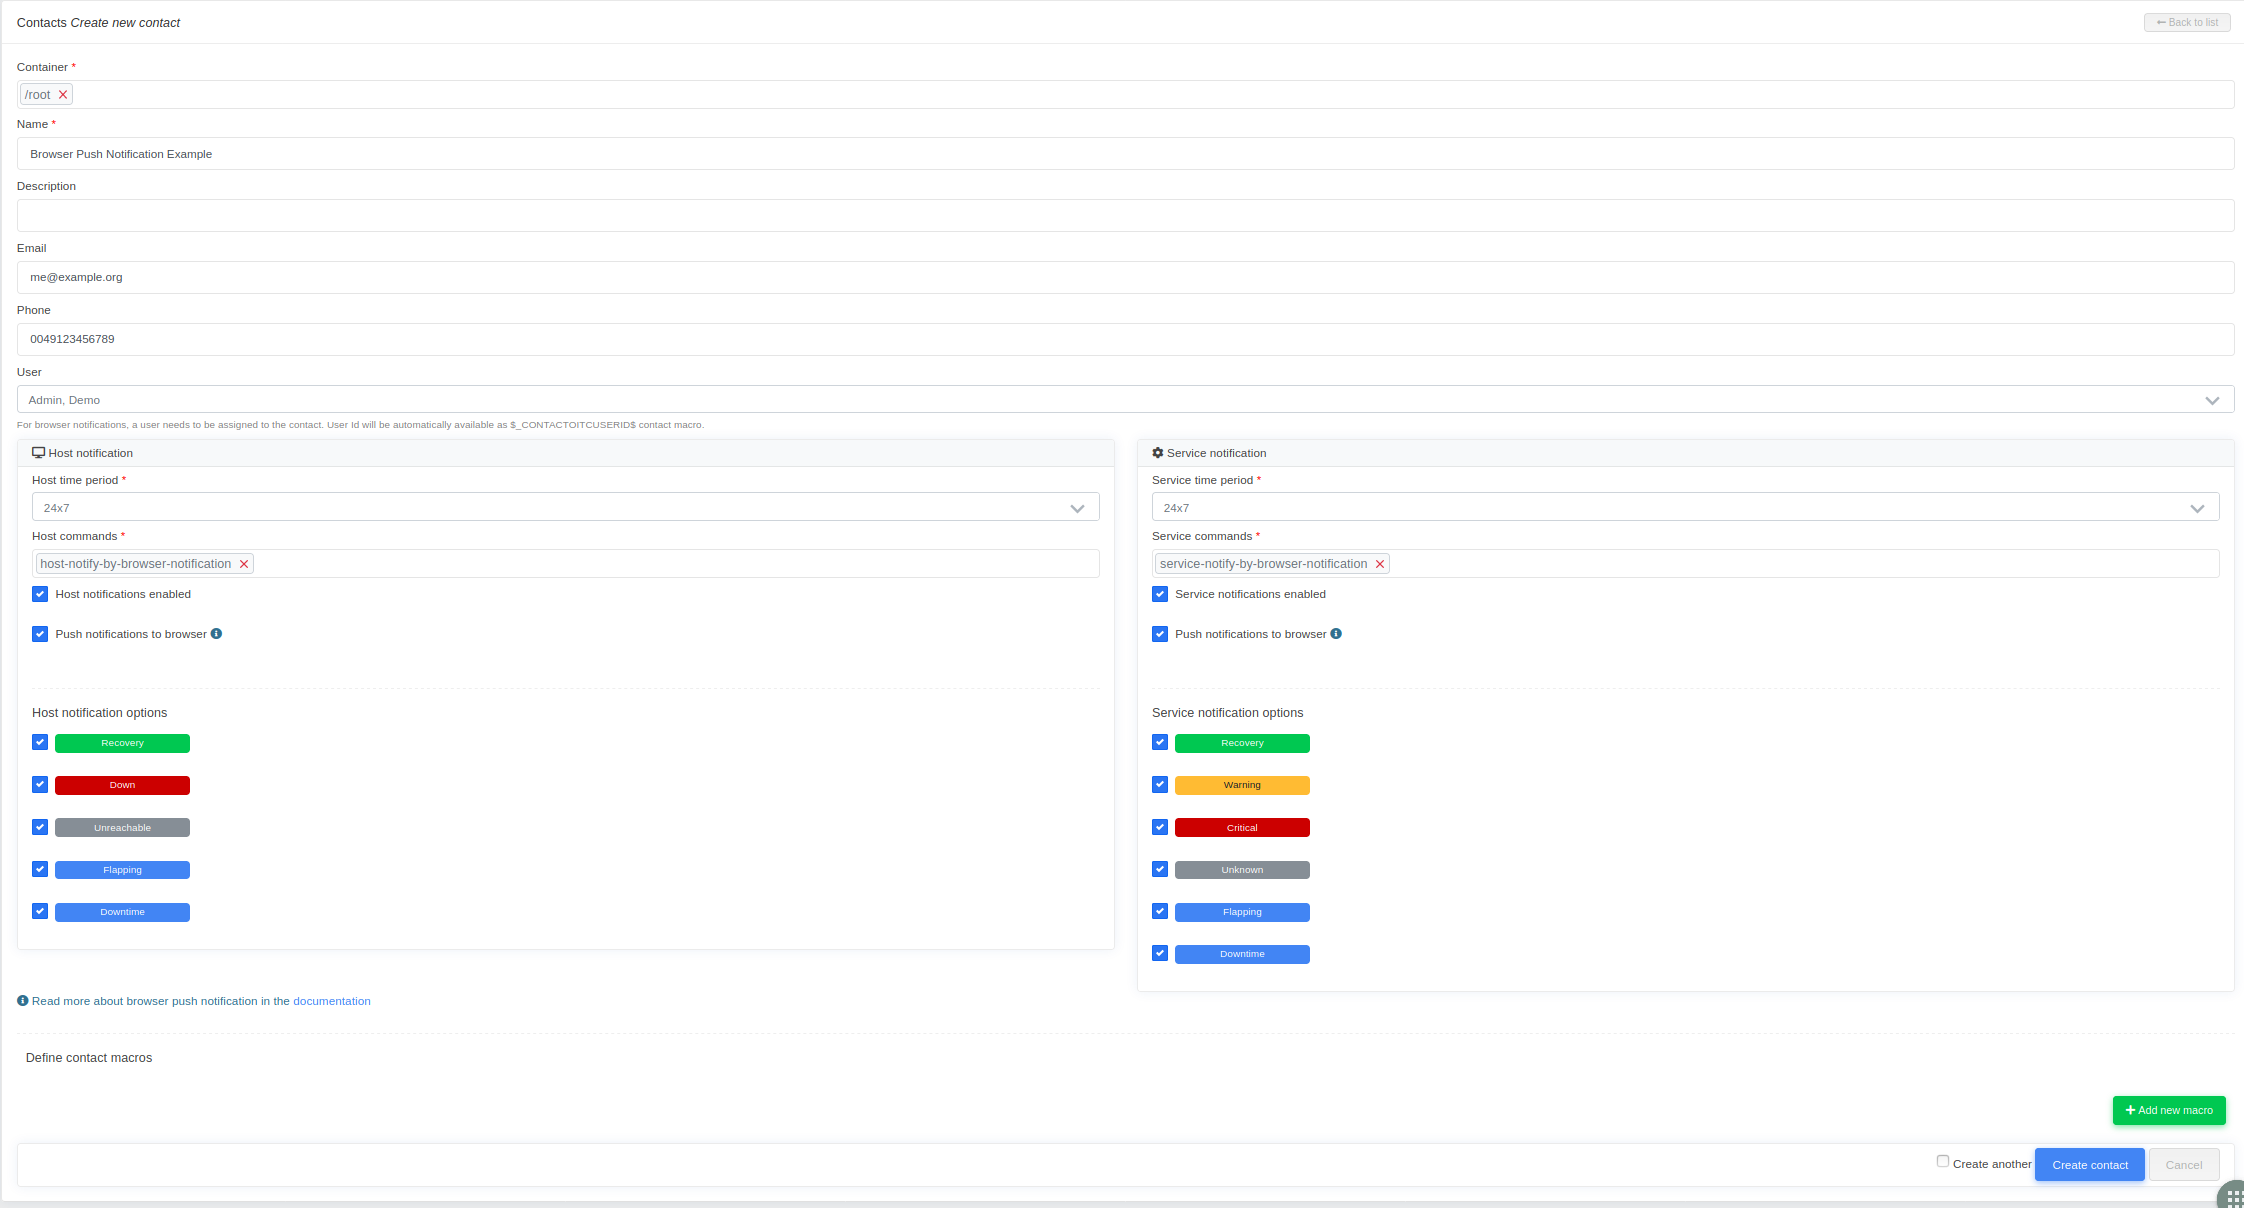 Contacts Create new contact
Back to list
Container *
/root
Name *
Browser Push Notification Example
Description
Email
me@example.org
Phone
0049123456789
User
Admin, Demo
For browser notifications, a user needs to be assigned to the contact. User Id will be automatically available as $_CONTACTOITCUSERID$ contact macro.
Host notification
Host time period *
24x7
Host commands *
host-notify-by-browser-notification
Host notifications enabled
Push notifications to browser
Host notification options
Recovery
Down
Unreachable
Flapping
Downtime
Service notification
Service time period *
24x7
Service commands *
service-notify-by-browser-notification
Service notifications enabled
Push notifications to browser
Service notification options
Recovery
Warning
Critical
Unknown
Flapping
Downtime
Read more about browser push notification in the documentation
Define contact macros
Add new macro
Create another
Create contact
Cancel